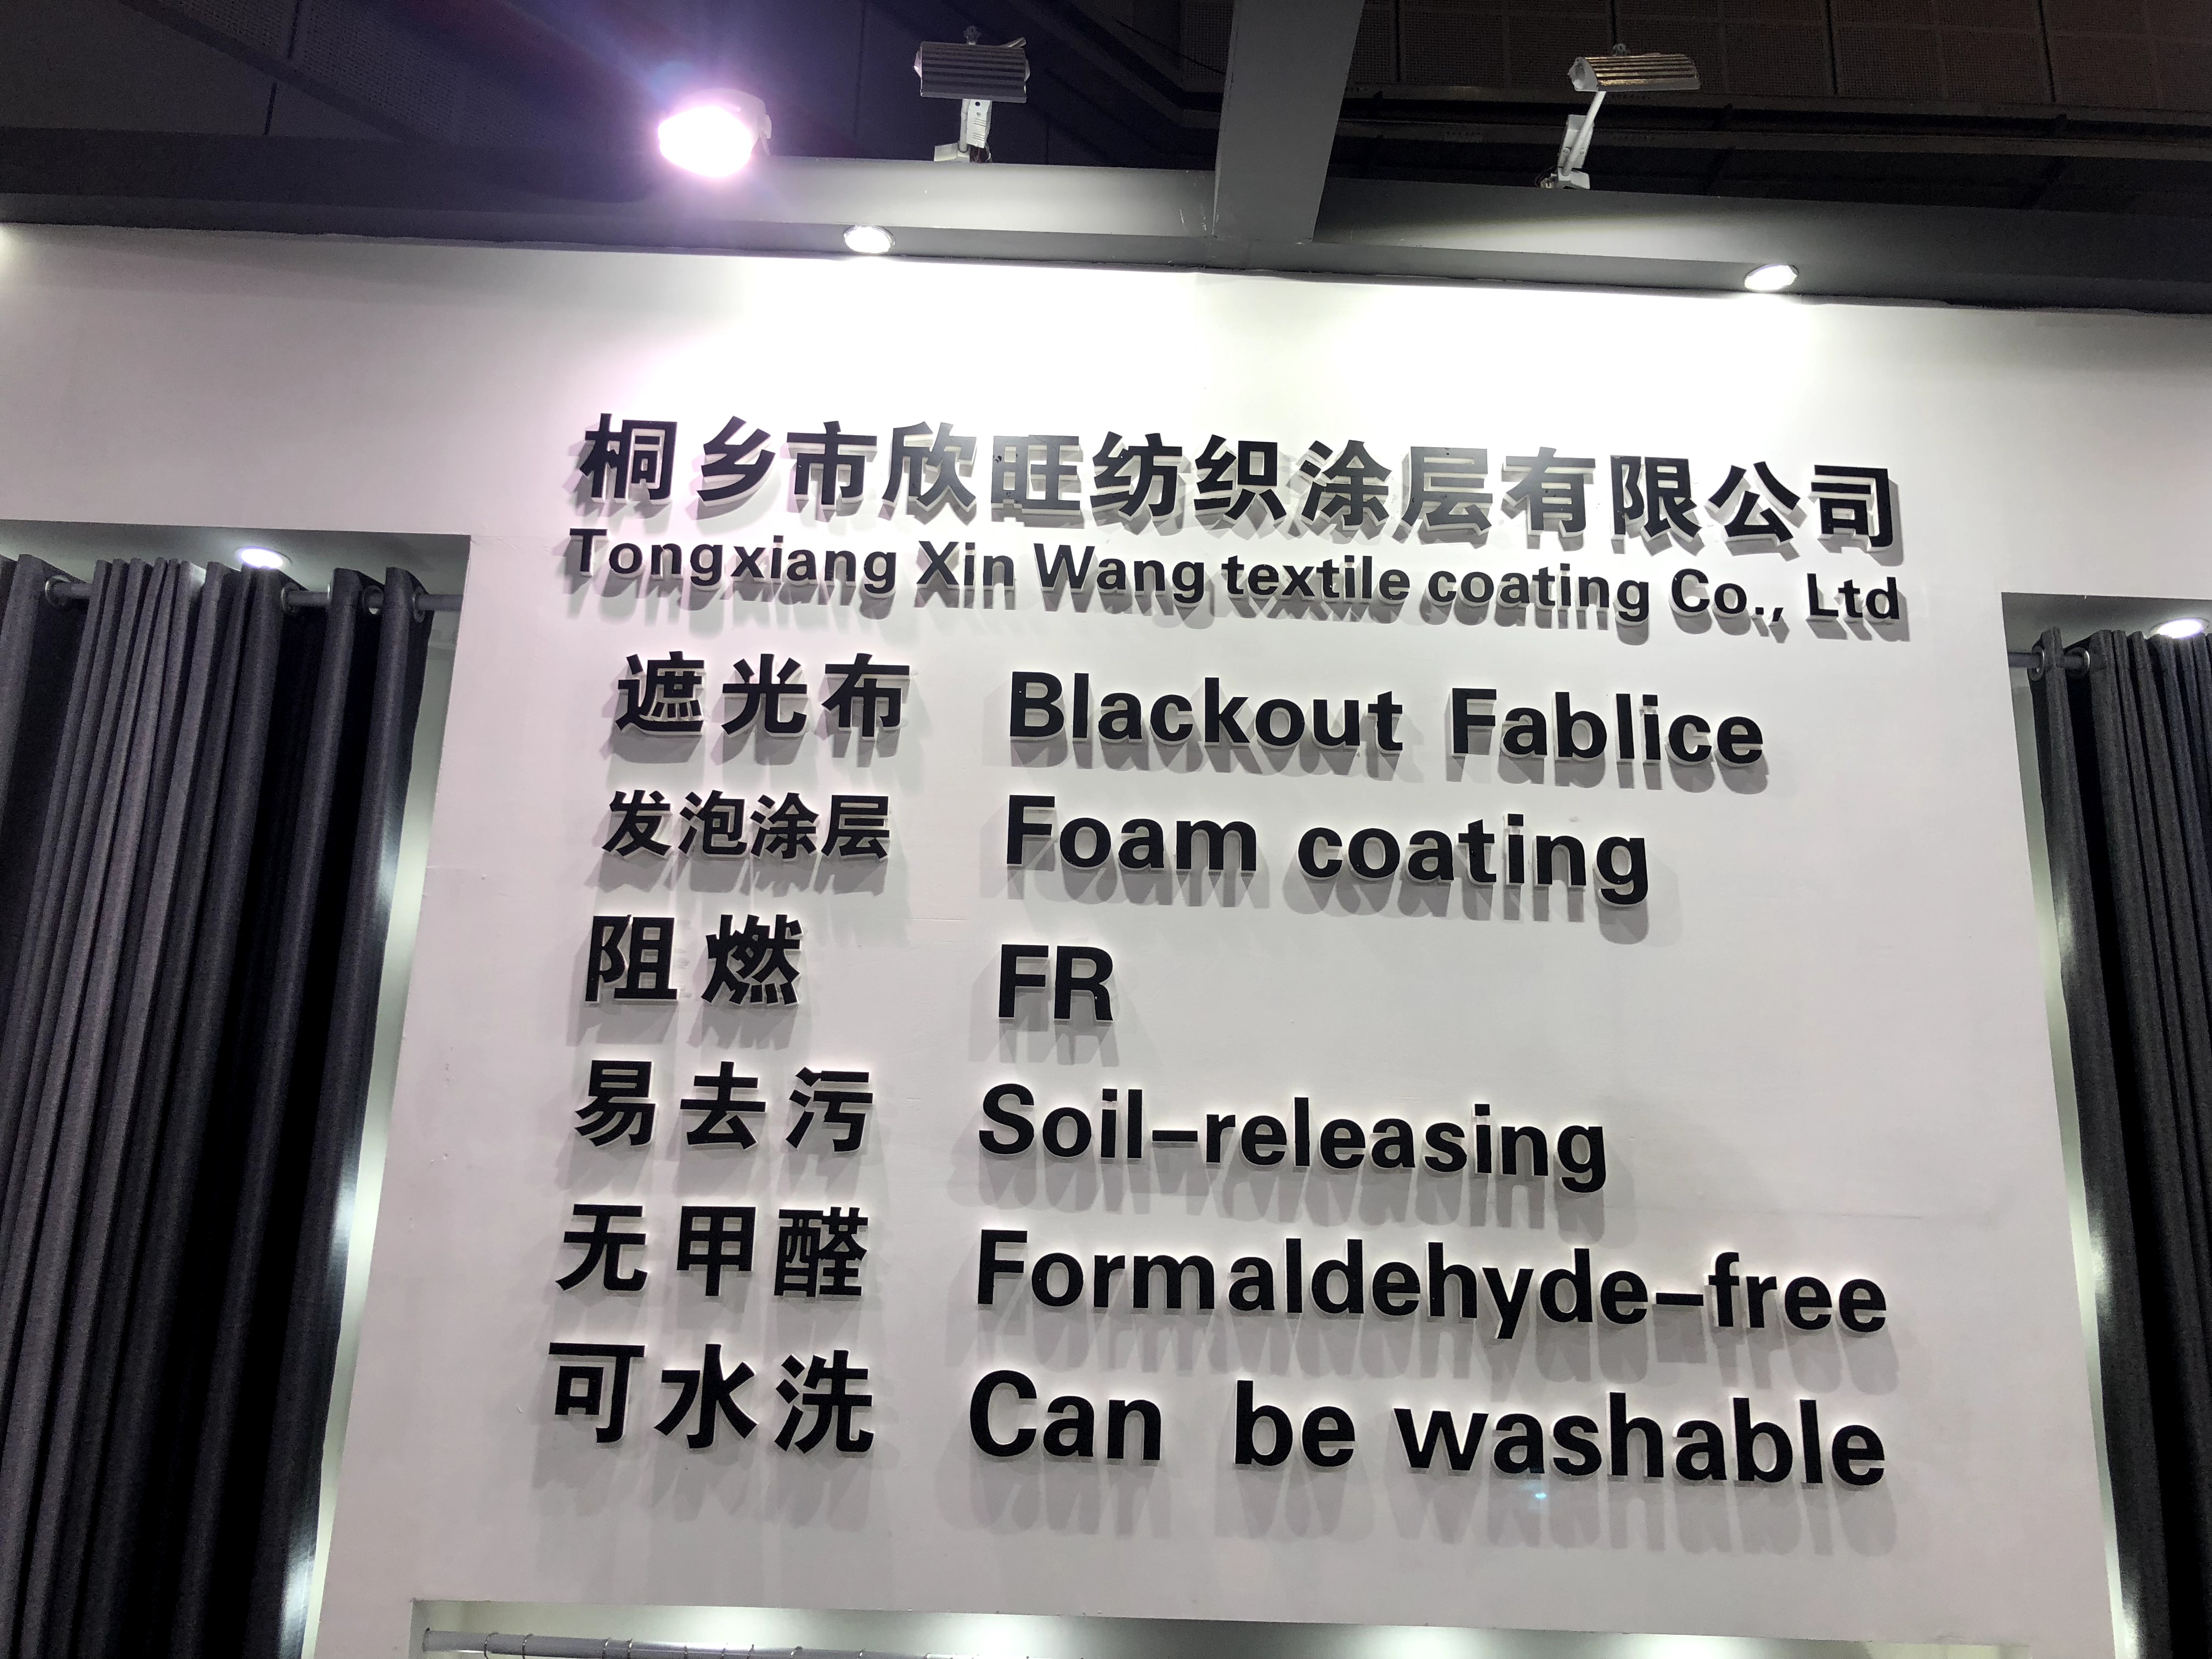 桐乡市欣旺纺织涂层有限公司
Tongxiang Xin Wang textile coating Co., Ltd
遮光布 Blackout Fablice
发泡涂层 Foam coating
阻燃 FR
易去污 Soil-releasing
无甲醛 Formaldehyde-free
可水洗 Can be washable